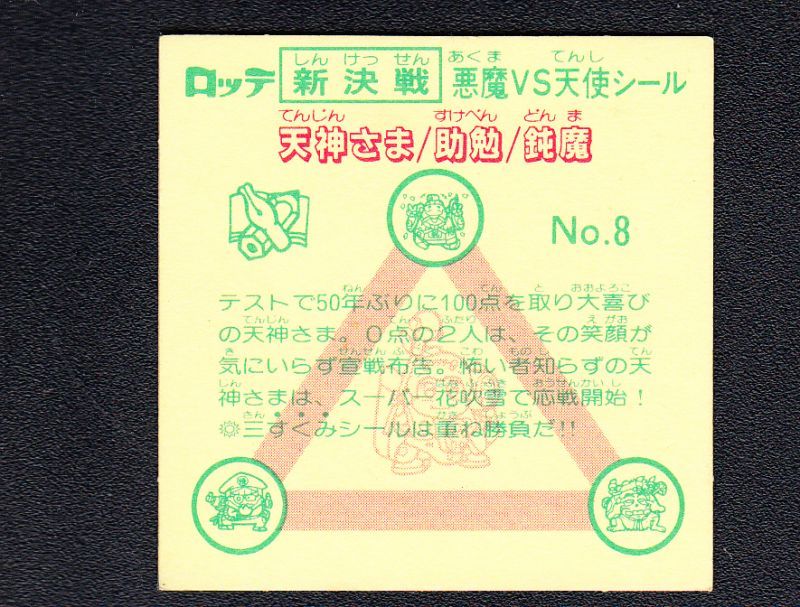 ロッテ 新決戦 悪魔VS天使シール
天神さま/助勉/鈍魔
No.8
テストで50年ぶりに100点を取り大喜び
の天神さま。0点の2人は、その笑顔が
気にいらず宣戦布告。怖い者知らずの天
神さまは、スーパー花吹雪で応戦開始!
三すくみシールは重ね勝負だ!!